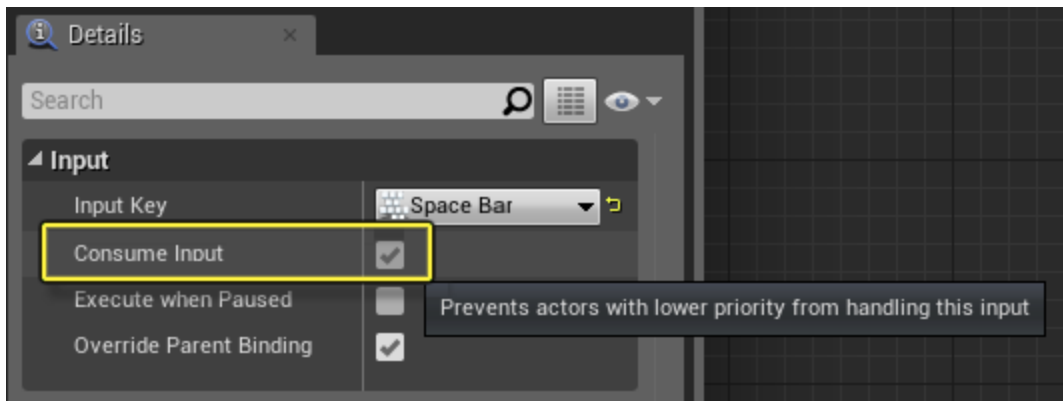 Details
Search
Input
Input Key Space Bar
Consume Input
Execute when Paused
Prevents actors with lower priority from handling this input
Override Parent Binding